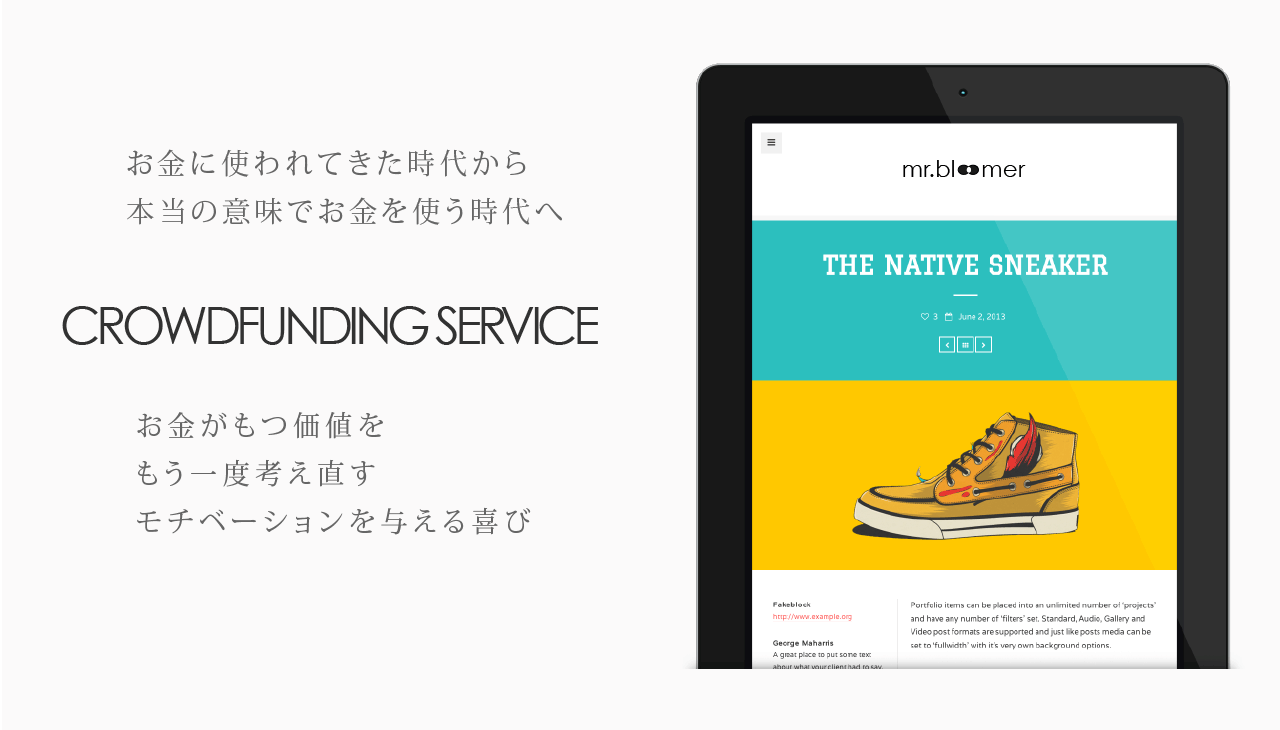 お金に使われてきた時代から
本当の意味でお金を使う時代へ
CROWDFUNDING SERVICE
お金がもつ価値を
もう一度考え直す
モチベーションを与える喜び
mr.bloomer
THE NATIVE SNEAKER
3 June 2, 2013
Fakeblock
http://www.example.org
George Maharris
A great place to put some text
about what your client had to say.
Portfolio items can be placed into an unlimited number of 'projects'
and have any number of 'filters' set. Standard, Audio, Gallery and
Video post formats are supported and just like posts media can be
set to 'fullwidth' with it's very own background options.